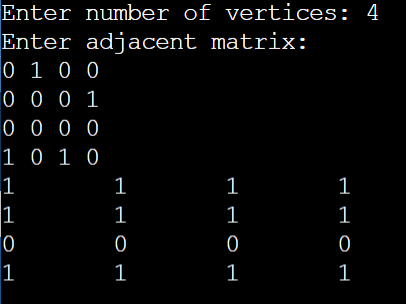 Enter number of vertices: 4
Enter adjacent matrix:
0 1 0 0
0 0 0 1
0 0 0 0
1 0 1 0
1 1 1 1
1 1 1 1
0 0 0 0
1 1 1 1